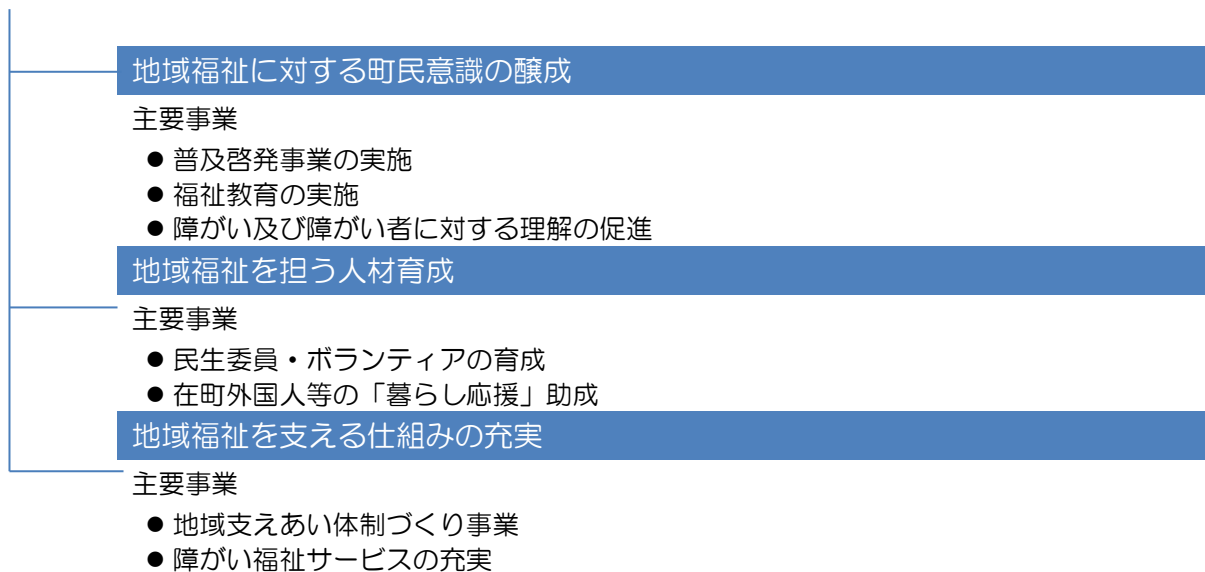 地域福祉に対する町民意識の醸成
主要事業
● 普及啓発事業の実施
● 福祉教育の実施
● 障がい及び障がい者に対する理解の促進
地域福祉を担う人材育成
主要事業
● 民生委員・ボランティアの育成
● 在町外国人等の「暮らし応援」助成
地域福祉を支える仕組みの充実
主要事業
● 地域支えあい体制づくり事業
● 障がい福祉サービスの充実